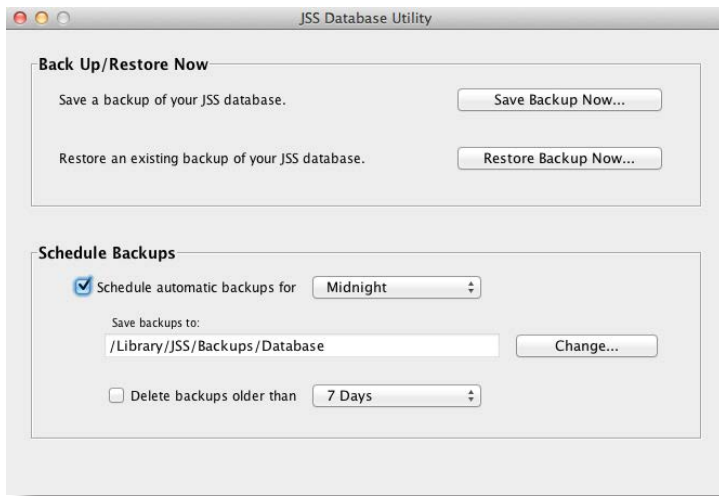 JSS Database Utility
Back Up/Restore Now
Save a backup of your JSS database.
Save Backup Now...
Restore an existing backup of your JSS database.
Restore Backup Now...
Schedule Backups
Schedule automatic backups for Midnight
Save backups to:
/Library/JSS/Backups/Database
Change...
Delete backups older than 7 Days